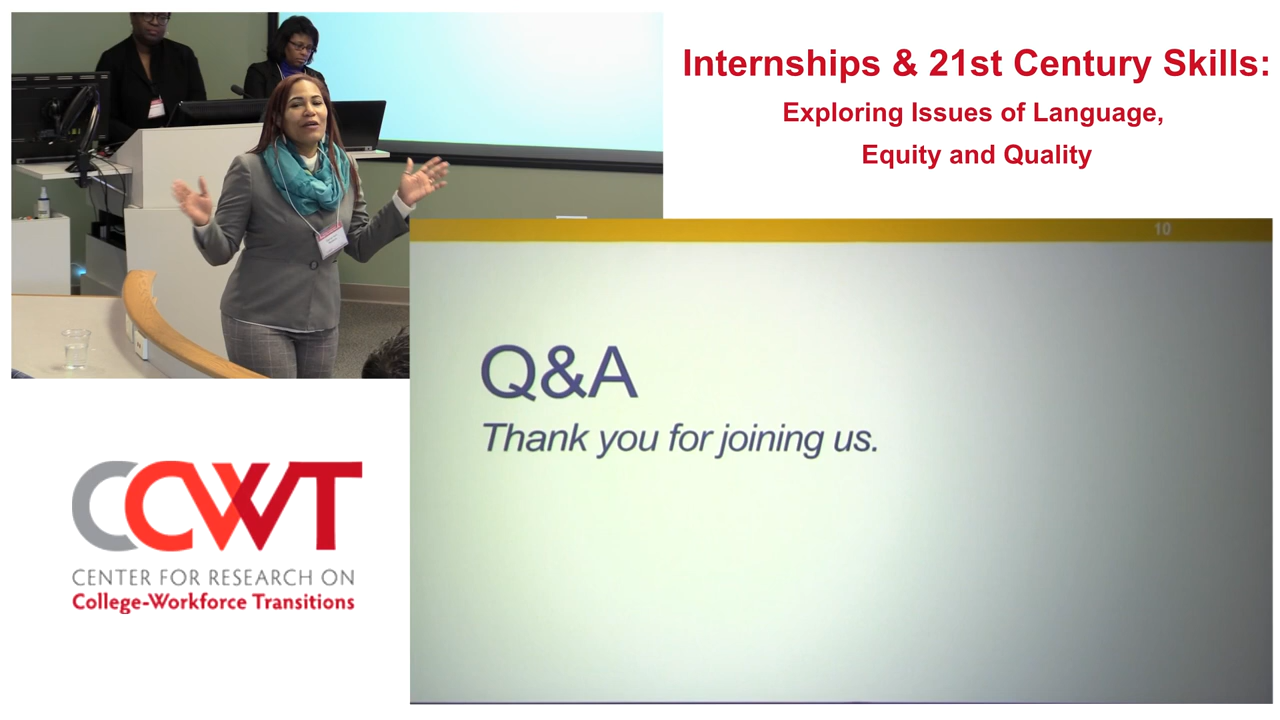 Internships & 21st Century Skills:
Exploring Issues of Language,
Equity and Quality
10
Q&A
Thank you for joining us.
CCWT
CENTER FOR RESEARCH ON
College-Workforce Transitions